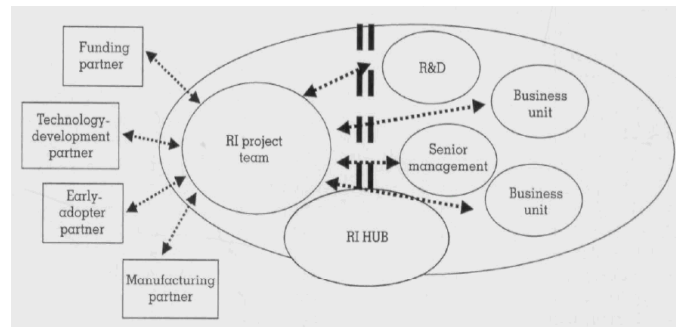 Funding
partner
Technology-
development
partner
Early-
adopter
partner
Manufacturing
partner
RI project
team
R&D
Business
unit
Senior
management
Business
unit
RI HUB